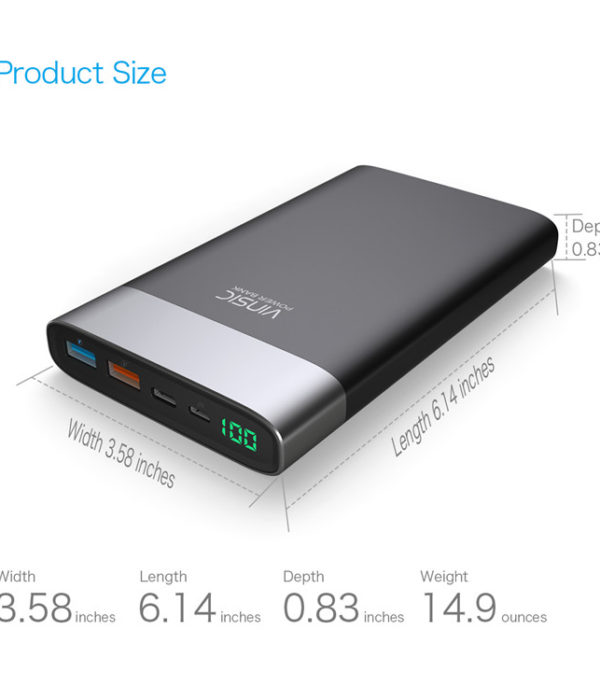 Product Size
VINSIC
POWER BANK
Dep
0.83
100
Width 3.58 inches
Length 6.14 inches
Width
Length
Depth
Weight
3.58 inches
6.14 inches
0.83 inches
14.9 ounces